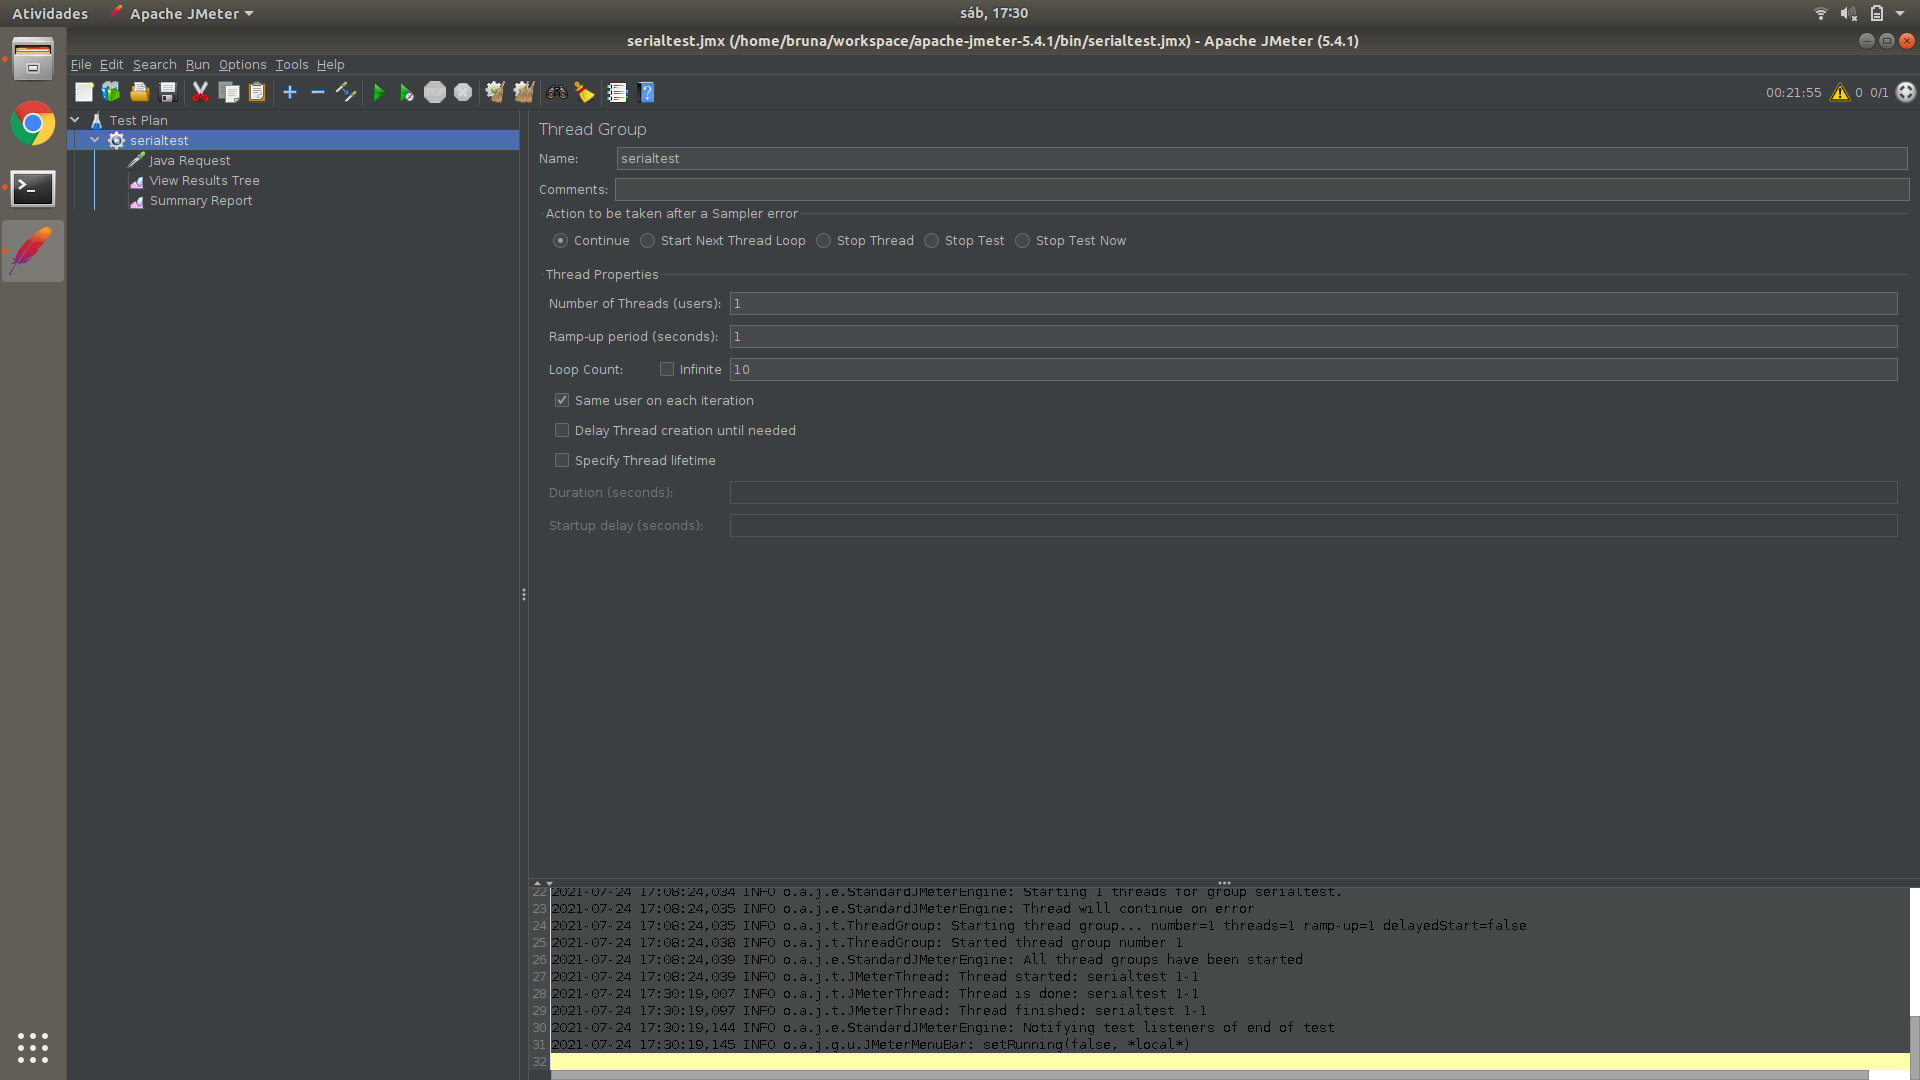 Atividades Apache JMeter sáb, 17:30
serialtest.jmx (/home/bruna/workspace/apache-jmeter-5.4.1/bin/serialtest.jmx) - Apache JMeter (5.4.1)
File Edit Search Run Options Tools Help
STOP 00:21:55 0 0/1
Test Plan
serialtest
Java Request
View Results Tree
Summary Report
Thread Group
Name: serialtest
Comments:
Action to be taken after a Sampler error
Continue Start Next Thread Loop Stop Thread Stop Test Stop Test Now
Thread Properties
Number of Threads (users): 1
Ramp-up period (seconds): 1
Loop Count: Infinite 10
Same user on each iteration
Delay Thread creation until needed
Specify Thread lifetime
Duration (seconds):
Startup delay (seconds):
22 2021-07-24 17:08:24,034 INFO o.a.j.e.StandardJMeterEngine: Starting 1 threads for group serialtest.
23 2021-07-24 17:08:24,035 INFO o.a.j.e.StandardJMeterEngine: Thread will continue on error
24 2021-07-24 17:08:24,035 INFO o.a.j.t.ThreadGroup: Starting thread group... number=1 threads=1 ramp-up=1 delayedStart=false
25 2021-07-24 17:08:24,038 INFO o.a.j.t.ThreadGroup: Started thread group number 1
26 2021-07-24 17:08:24,039 INFO o.a.j.e.StandardJMeterEngine: All thread groups have been started
27 2021-07-24 17:08:24,039 INFO o.a.j.t.JMeterThread: Thread started: serialtest 1-1
28 2021-07-24 17:30:19,007 INFO o.a.j.t.JMeterThread: Thread is done: serialtest 1-1
29 2021-07-24 17:30:19,097 INFO o.a.j.t.JMeterThread: Thread finished: serialtest 1-1
30 2021-07-24 17:30:19,144 INFO o.a.j.e.StandardJMeterEngine: Notifying test listeners of end of test
31 2021-07-24 17:30:19,145 INFO o.a.j.g.u.JMeterMenuBar: setRunning(false, *local*)
32